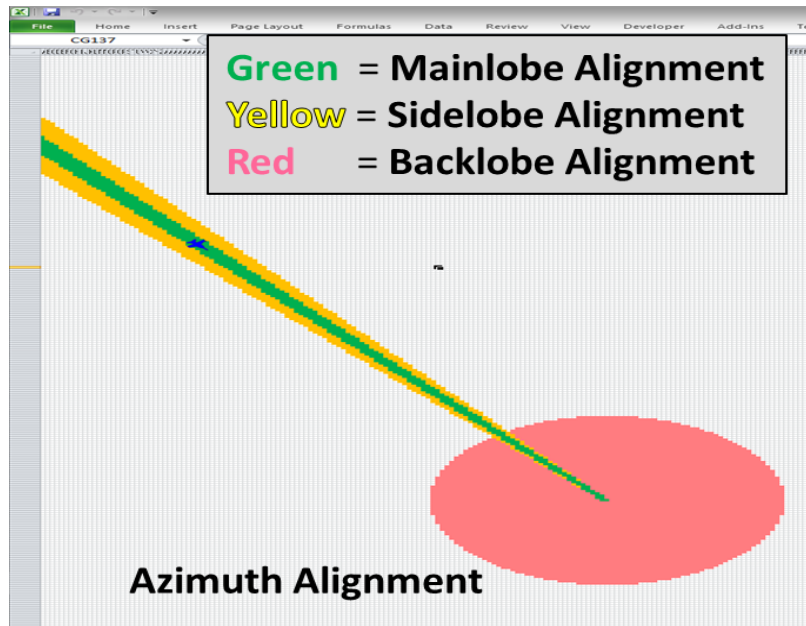 File Home Insert Page Layout Formulas Data Review View Developer Add-Ins
CG137
Green = Mainlobe Alignment
Yellow = Sidelobe Alignment
Red = Backlobe Alignment
Azimuth Alignment